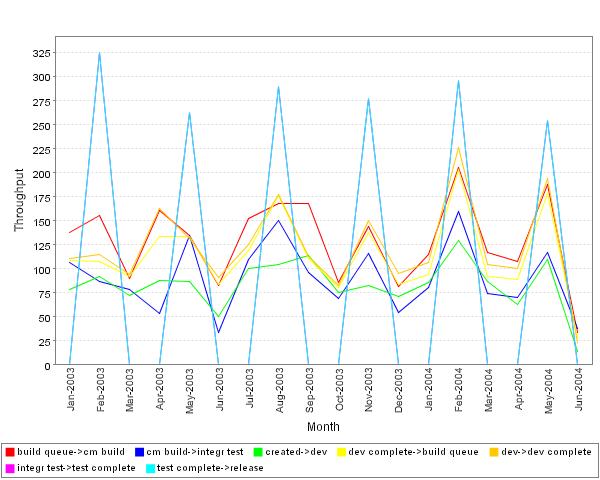 325
300
275
250
225
200
175
150
125
100
75
50
25
0
Throughput
Jan-2003
Feb-2003
Mar-2003
Apr-2003
May-2003
Jun-2003
Jul-2003
Aug-2003
Sep-2003
Oct-2003
Nov-2003
Dec-2003
Jan-2004
Feb-2004
Mar-2004
Apr-2004
May-2004
Jun-2004
Month
build queue->cm build cm build->integr test created->dev dev complete->build queue dev->dev complete
integr test->test complete test complete->release